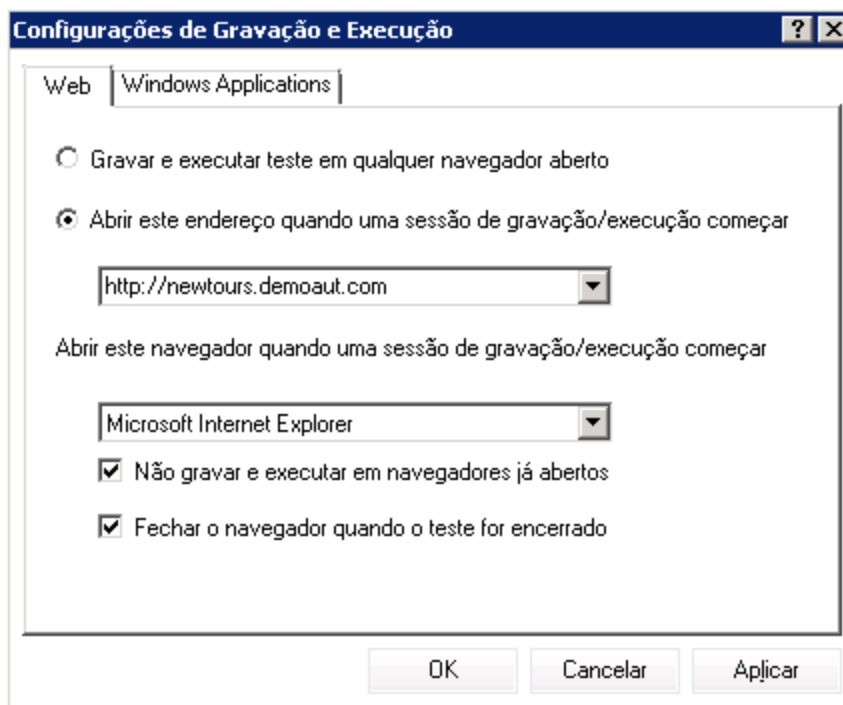 Configurações de Gravação e Execução
Web
Windows Applications
Gravar e executar teste em qualquer navegador aberto
Abrir este endereço quando uma sessão de gravação/execução começar
http://newtours.demoaut.com
Abrir este navegador quando uma sessão de gravação/execução começar
Microsoft Internet Explorer
Não gravar e executar em navegadores já abertos
Fechar o navegador quando o teste for encerrado
OK
Cancelar
Aplicar